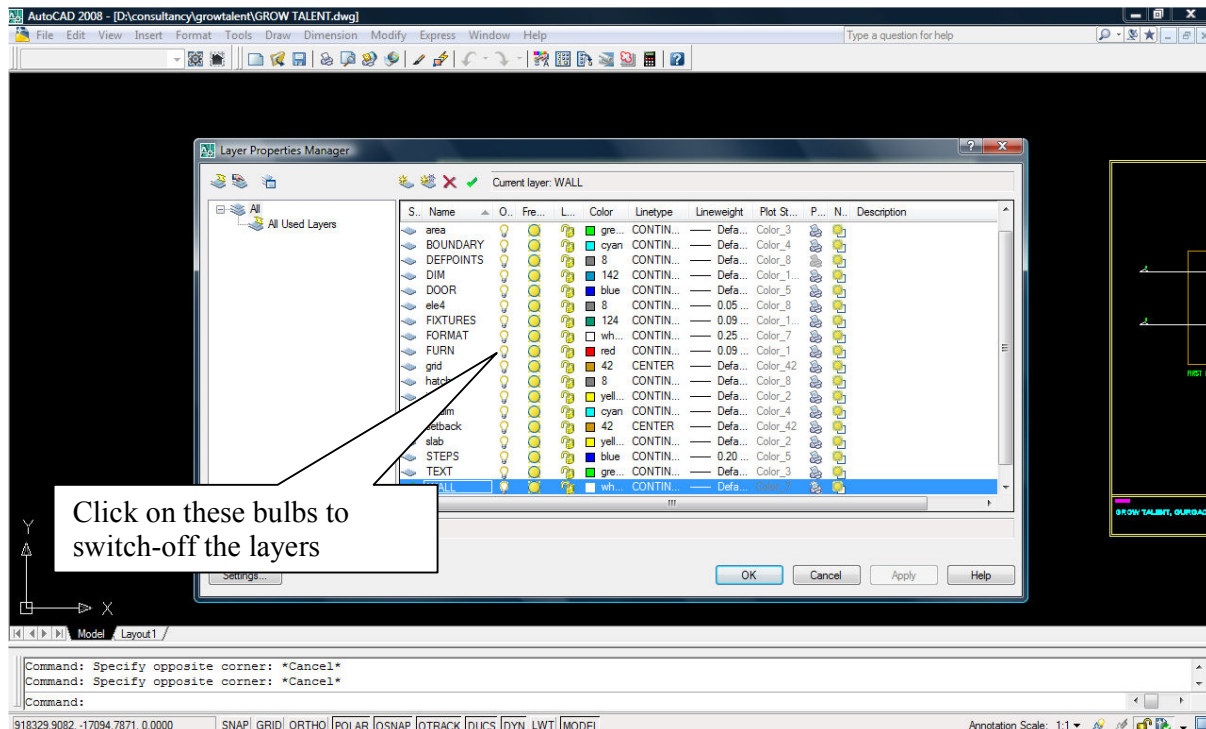 AutoCAD 2008 - [D:\consultancy\growtalent\GROW TALENT.dwg]
File Edit View Insert Format Tools Draw Dimension Modify Express Window Help
Type a question for help
Layer Properties Manager
Current layer: WALL
All
All Used Layers
S.. Name O.. Fre... L... Color Linetype Lineweight Plot St... P... N.. Description
area gre... CONTIN... Defa... Color_3
BOUNDARY cyan CONTIN... Defa... Color_4
DEFPOINTS 8 CONTIN... Defa... Color_8
DIM 142 CONTIN... Defa... Color_1...
DOOR blue CONTIN... Defa... Color_5
ele4 8 CONTIN... 0.05 ... Color_8
FIXTURES 124 CONTIN... 0.09 ... Color_1...
FORMAT wh... CONTIN... 0.25 ... Color_7
FURN red CONTIN... 0.09 ... Color_1
grid 42 CENTER Defa... Color_42
hatch 8 CONTIN... Defa... Color_8
yell... CONTIN... Defa... Color_2
cyan CONTIN... Defa... Color_4
setback 42 CENTER Defa... Color_42
slab yell... CONTIN... Defa... Color_2
STEPS blue CONTIN... 0.20 ... Color_5
TEXT gre... CONTIN... Defa... Color_3
WALL wh... CONTIN... Defa... Color_7
Click on these bulbs to
switch-off the layers
Settings...
OK Cancel Apply Help
FIRST
GROW TALENT, GURGAO
Y
X
Model Layout1
Command: Specify opposite corner: *Cancel*
Command: Specify opposite corner: *Cancel*
Command:
918329.9082, -17094.7871, 0.0000 SNAP GRID ORTHO POLAR OSNAP OTRACK DUCS DYN LWT MODEL Annotation Scale: 1:1